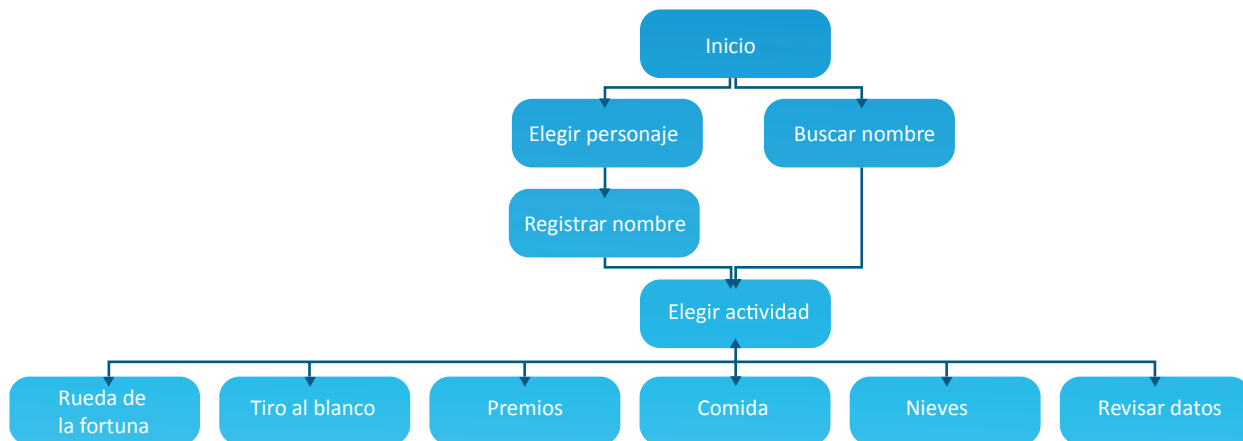 Inicio
Elegir personaje
Buscar nombre
Registrar nombre
Elegir actividad
Rueda de
la fortuna
Tiro al blanco
Premios
Comida
Nieves
Revisar datos